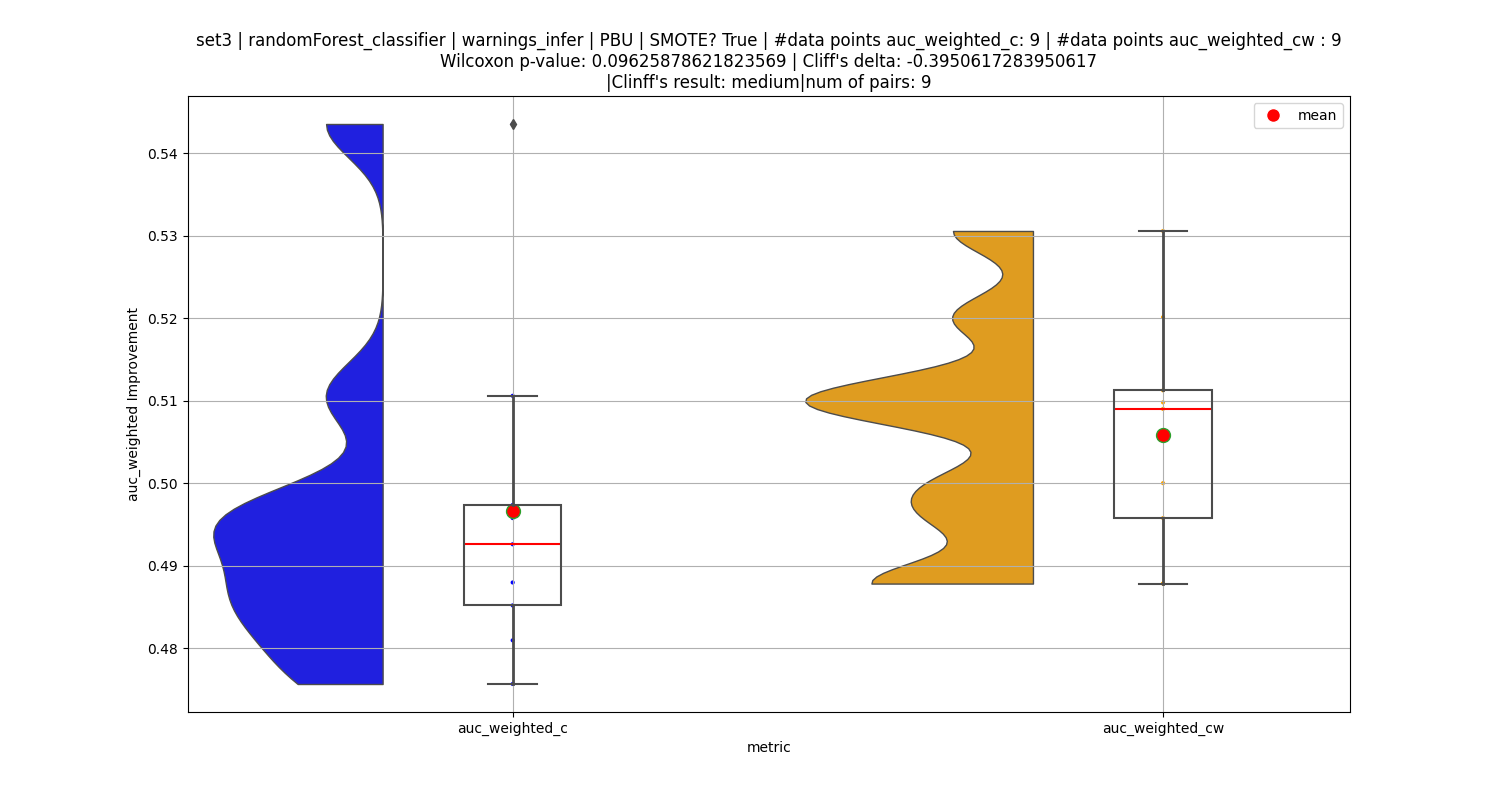 set3 | randomForest_classifier | warnings_infer | PBU | SMOTE? True | #data points auc_weighted_c: 9 | #data points auc_weighted_cw : 9
Wilcoxon p-value: 0.09625878621823569 | Cliff's delta: -0.3950617283950617
|Clinff's result: medium|num of pairs: 9
mean
0.54
0.53
0.52
0.51
0.50
0.49
0.48
auc_weighted Improvement
auc_weighted_c
auc_weighted_cw
metric